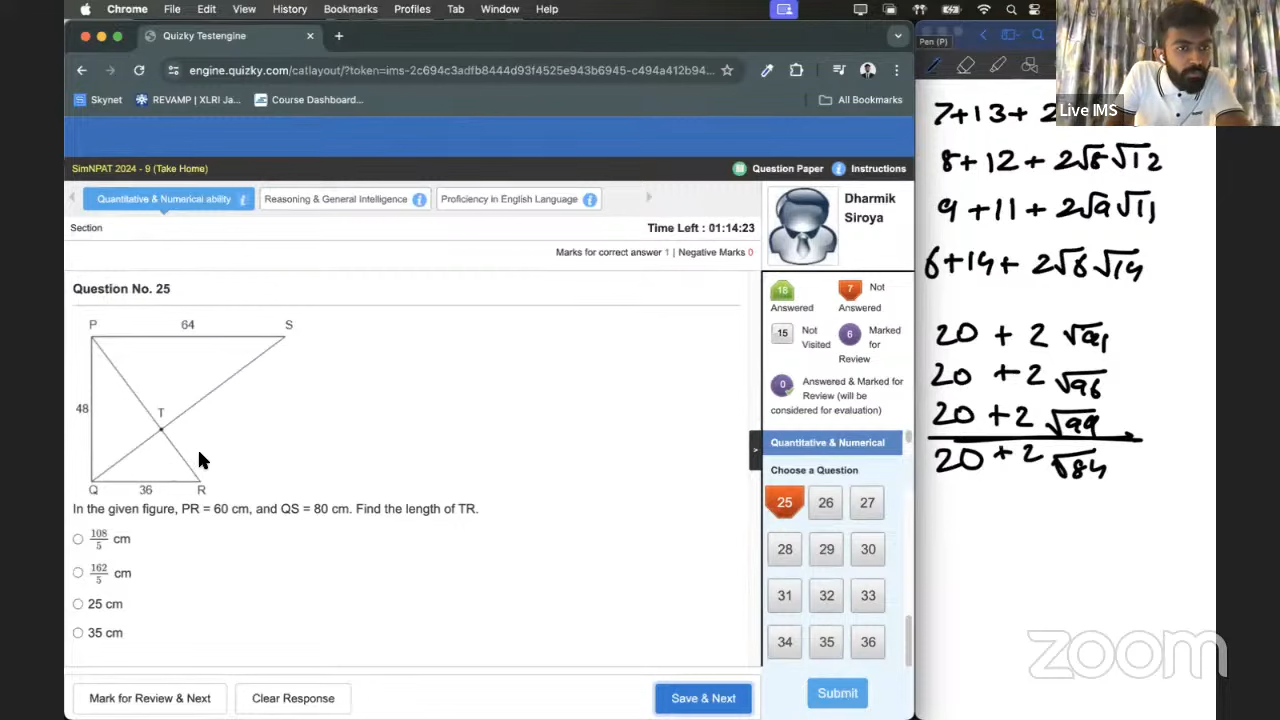 Chrome File Edit View History Bookmarks Profiles Tab Window Help
Quizky Testengine
engine.quizky.com/catlayout/?token=ims-2c694c3adfb8444d93f4525e943b6945-c494a412b94...
Skynet REVAMP | XLRI Ja... Course Dashboard... All Bookmarks
SimNPAT 2024 - 9 (Take Home) Question Paper Instructions
Quantitative & Numerical ability Reasoning & General Intelligence Proficiency in English Language
Section Time Left : 01:14:23
Marks for correct answer 1 | Negative Marks 0
Question No. 25
P 64 S
48
T
Q 36 R
In the given figure, PR = 60 cm, and QS = 80 cm. Find the length of TR.
108/5 cm
162/5 cm
25 cm
35 cm
Mark for Review & Next Clear Response Save & Next
Dharmik
Siroya
18 Answered
7 Not Answered
15 Not Visited
6 Marked for Review
0 Answered & Marked for Review (will be considered for evaluation)
Quantitative & Numerical
Choose a Question
25 26 27
28 29 30
31 32 33
34 35 36
Submit
Pen (P)
Live IMS
7+13+ 2
8+12+ 2√8√12
9+11+2√9√11
6+14+ 2√6√14
20 + 2√91
20 + 2√96
20 + 2√99
20 + 2√84
zoom